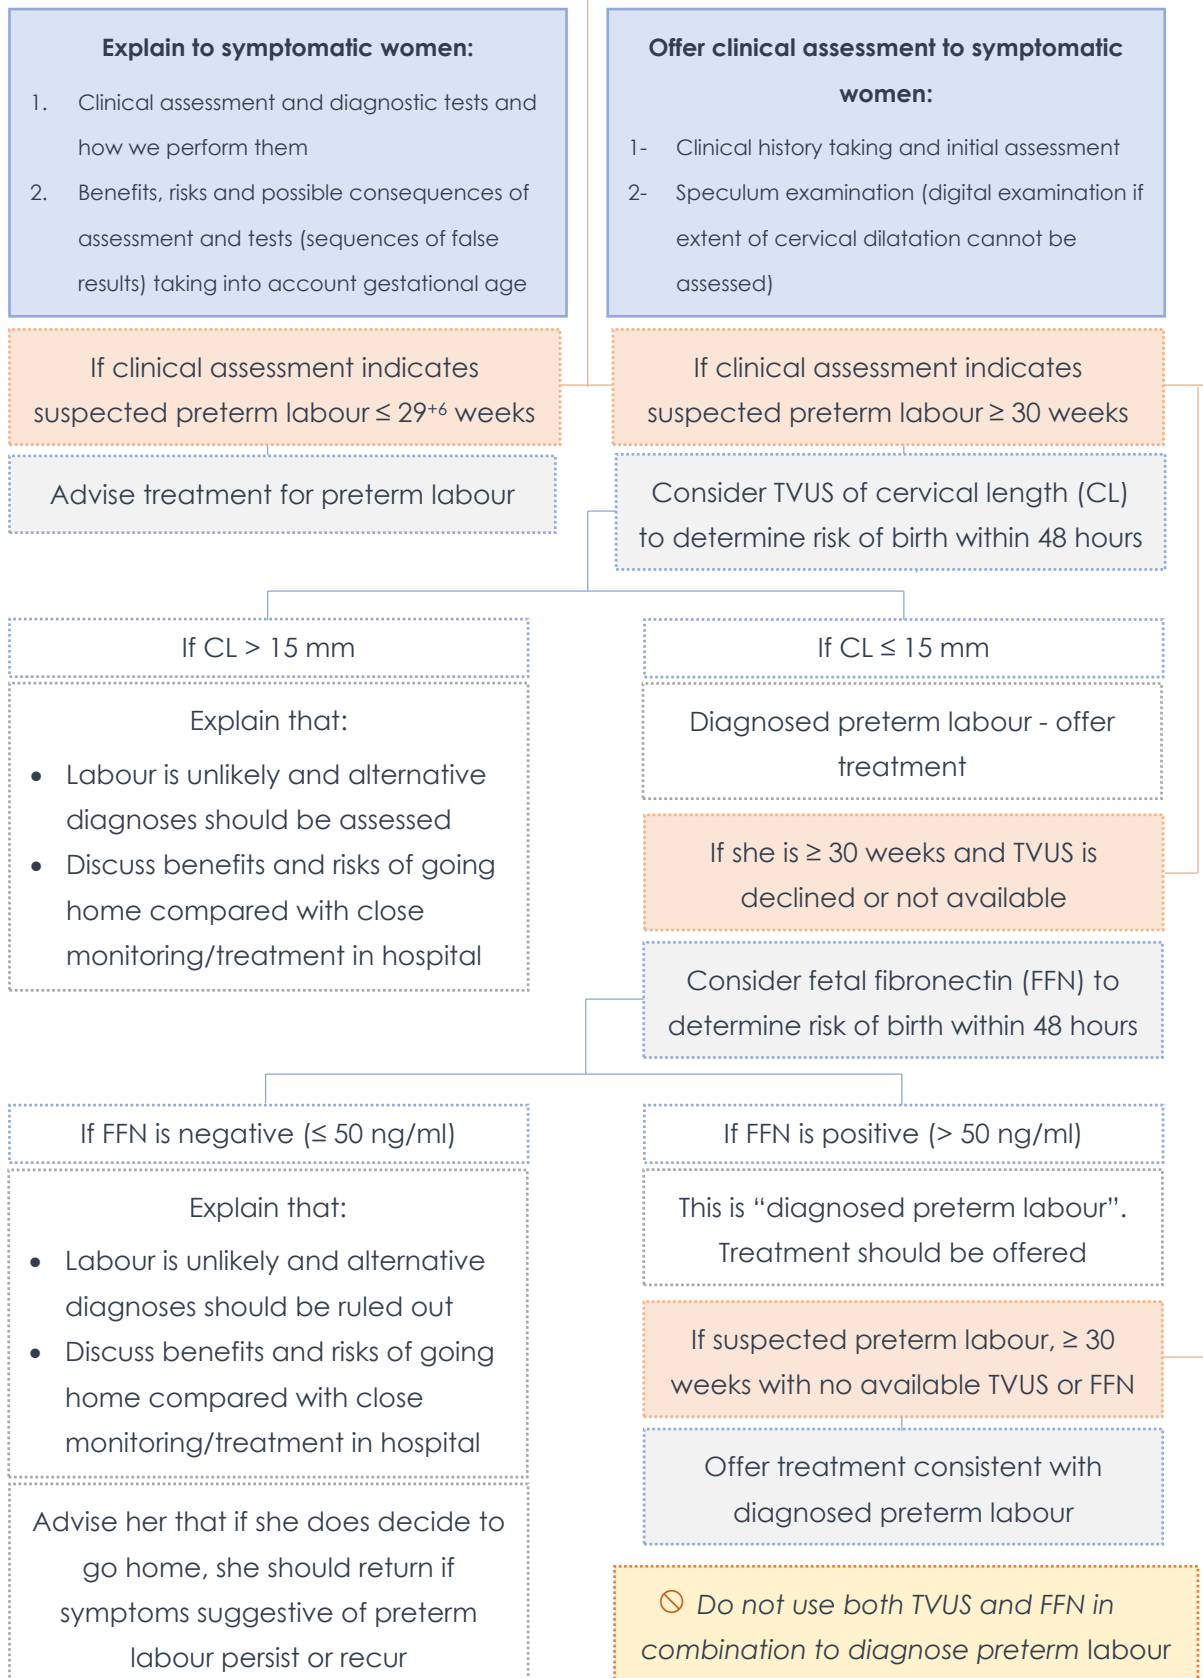 Explain to symptomatic women:
1. Clinical assessment and diagnostic tests and
how we perform them
2. Benefits, risks and possible consequences of
assessment and tests (sequences of false
results) taking into account gestational age
Offer clinical assessment to symptomatic
women:
1- Clinical history taking and initial assessment
2- Speculum examination (digital examination if
extent of cervical dilatation cannot be
assessed)
If clinical assessment indicates
suspected preterm labour ≤ 29⁺⁶ weeks
Advise treatment for preterm labour
If clinical assessment indicates
suspected preterm labour ≥ 30 weeks
Consider TVUS of cervical length (CL)
to determine risk of birth within 48 hours
If CL > 15 mm
Explain that:
• Labour is unlikely and alternative
diagnoses should be assessed
• Discuss benefits and risks of going
home compared with close
monitoring/treatment in hospital
If CL ≤ 15 mm
Diagnosed preterm labour - offer
treatment
If she is ≥ 30 weeks and TVUS is
declined or not available
Consider fetal fibronectin (FFN) to
determine risk of birth within 48 hours
If FFN is negative (≤ 50 ng/ml)
Explain that:
• Labour is unlikely and alternative
diagnoses should be ruled out
• Discuss benefits and risks of going
home compared with close
monitoring/treatment in hospital
Advise her that if she does decide to
go home, she should return if
symptoms suggestive of preterm
labour persist or recur
If FFN is positive (> 50 ng/ml)
This is “diagnosed preterm labour”.
Treatment should be offered
If suspected preterm labour, ≥ 30
weeks with no available TVUS or FFN
Offer treatment consistent with
diagnosed preterm labour
Do not use both TVUS and FFN in
combination to diagnose preterm labour